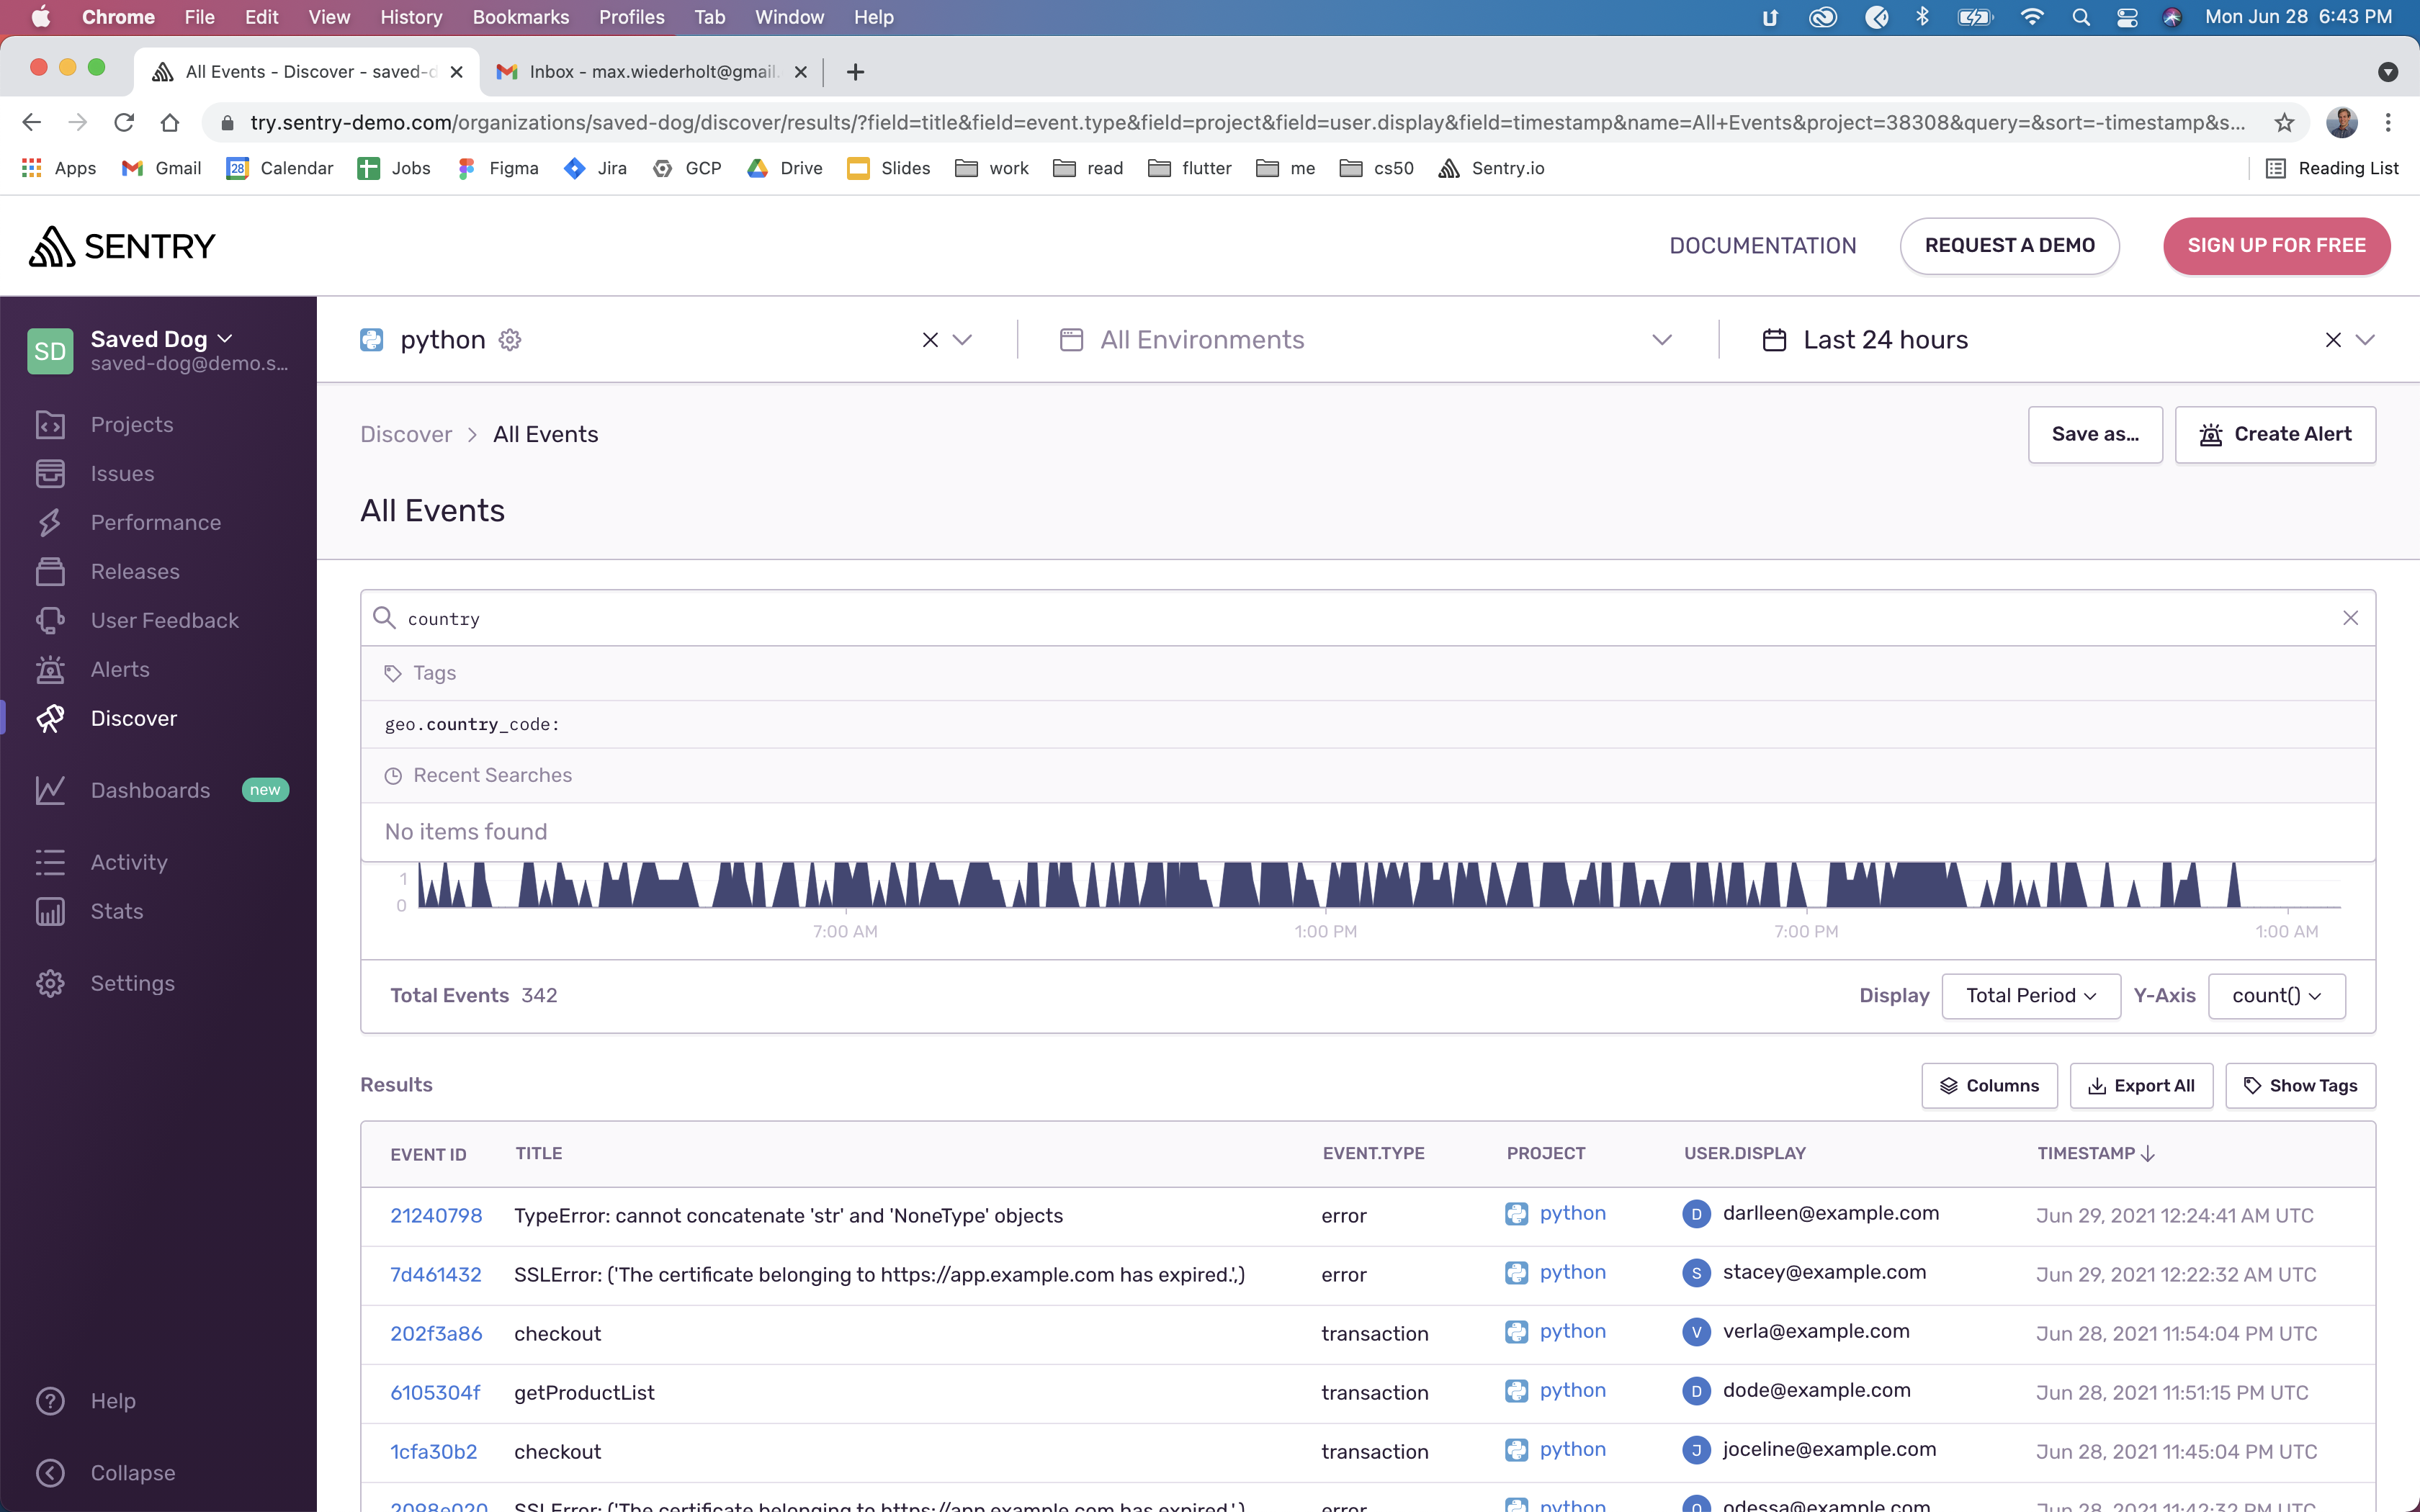 Chrome File Edit View History Bookmarks Profiles Tab Window Help Mon Jun 28 6:43 PM
All Events - Discover - saved-d Inbox - max.wiederholt@gmail.
try.sentry-demo.com/organizations/saved-dog/discover/results/?field=title&field=event.type&field=project&field=user.display&field=timestamp&name=All+Events&project=38308&query=&sort=-timestamp&s...
Apps Gmail 28 Calendar Jobs Figma Jira GCP Drive Slides work read flutter me cs50 Sentry.io Reading List
SENTRY DOCUMENTATION REQUEST A DEMO SIGN UP FOR FREE
SD Saved Dog
saved-dog@demo.s...
Projects
Issues
Performance
Releases
User Feedback
Alerts
Discover
Dashboards new
Activity
Stats
Settings
Help
Collapse
python All Environments Last 24 hours
Discover > All Events Save as... Create Alert
All Events
country
Tags
geo.country_code:
Recent Searches
No items found
1
0
7:00 AM 1:00 PM 7:00 PM 1:00 AM
Total Events 342 Display Total Period Y-Axis count()
Results Columns Export All Show Tags
EVENT ID TITLE EVENT.TYPE PROJECT USER.DISPLAY TIMESTAMP
21240798 TypeError: cannot concatenate 'str' and 'NoneType' objects error python D darlleen@example.com Jun 29, 2021 12:24:41 AM UTC
7d461432 SSLError: ('The certificate belonging to https://app.example.com has expired.',) error python S stacey@example.com Jun 29, 2021 12:22:32 AM UTC
202f3a86 checkout transaction python V verla@example.com Jun 28, 2021 11:54:04 PM UTC
6105304f getProductList transaction python D dode@example.com Jun 28, 2021 11:51:15 PM UTC
1cfa30b2 checkout transaction python J joceline@example.com Jun 28, 2021 11:45:04 PM UTC
2098e020 SSLError: ('The certificate belonging to https://app.example.com has expired.',) error python O odessa@example.com Jun 28, 2021 11:42:32 PM UTC